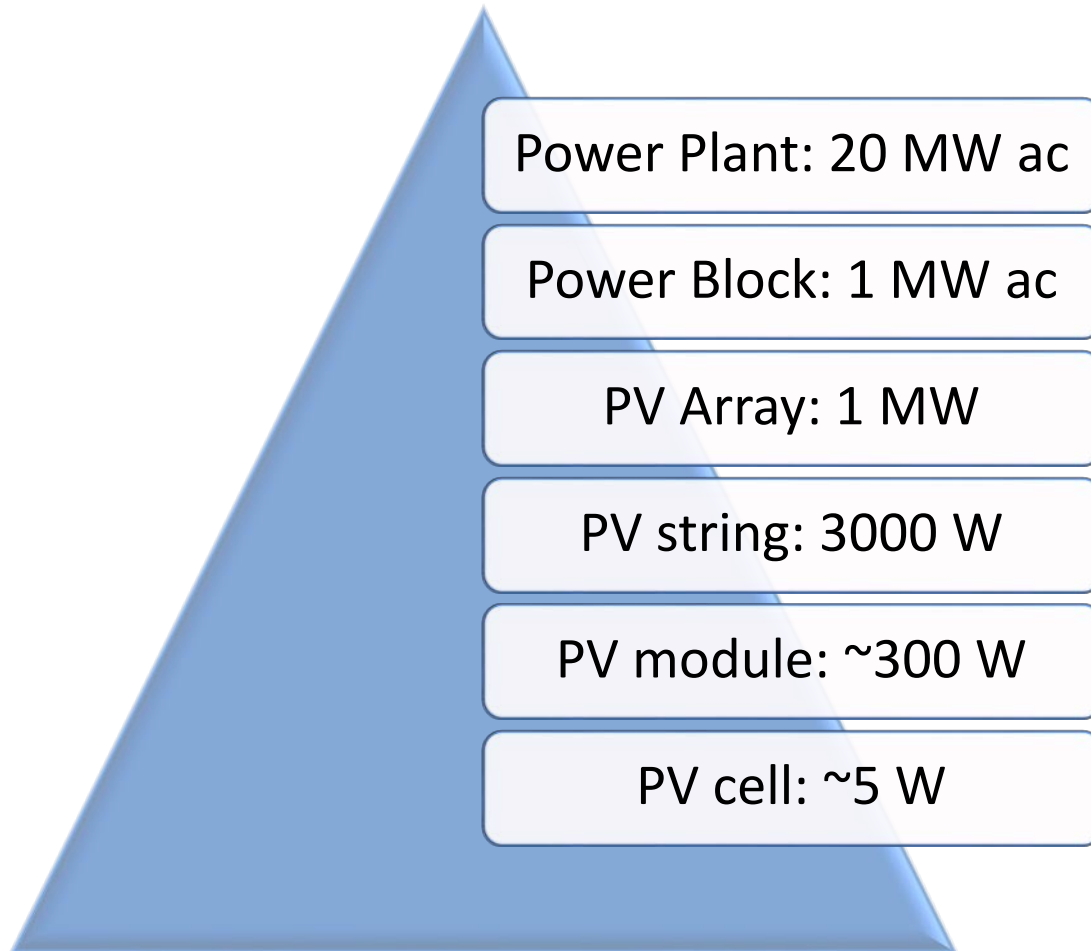 Power Plant: 20 MW ac
Power Block: 1 MW ac
PV Array: 1 MW
PV string: 3000 W
PV module: ~300 W
PV cell: ~5 W